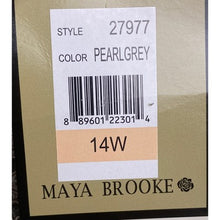 STYLE 27977
COLOR PEARLGREY
8 89601 22301 4
14W
MAYA BROOKE